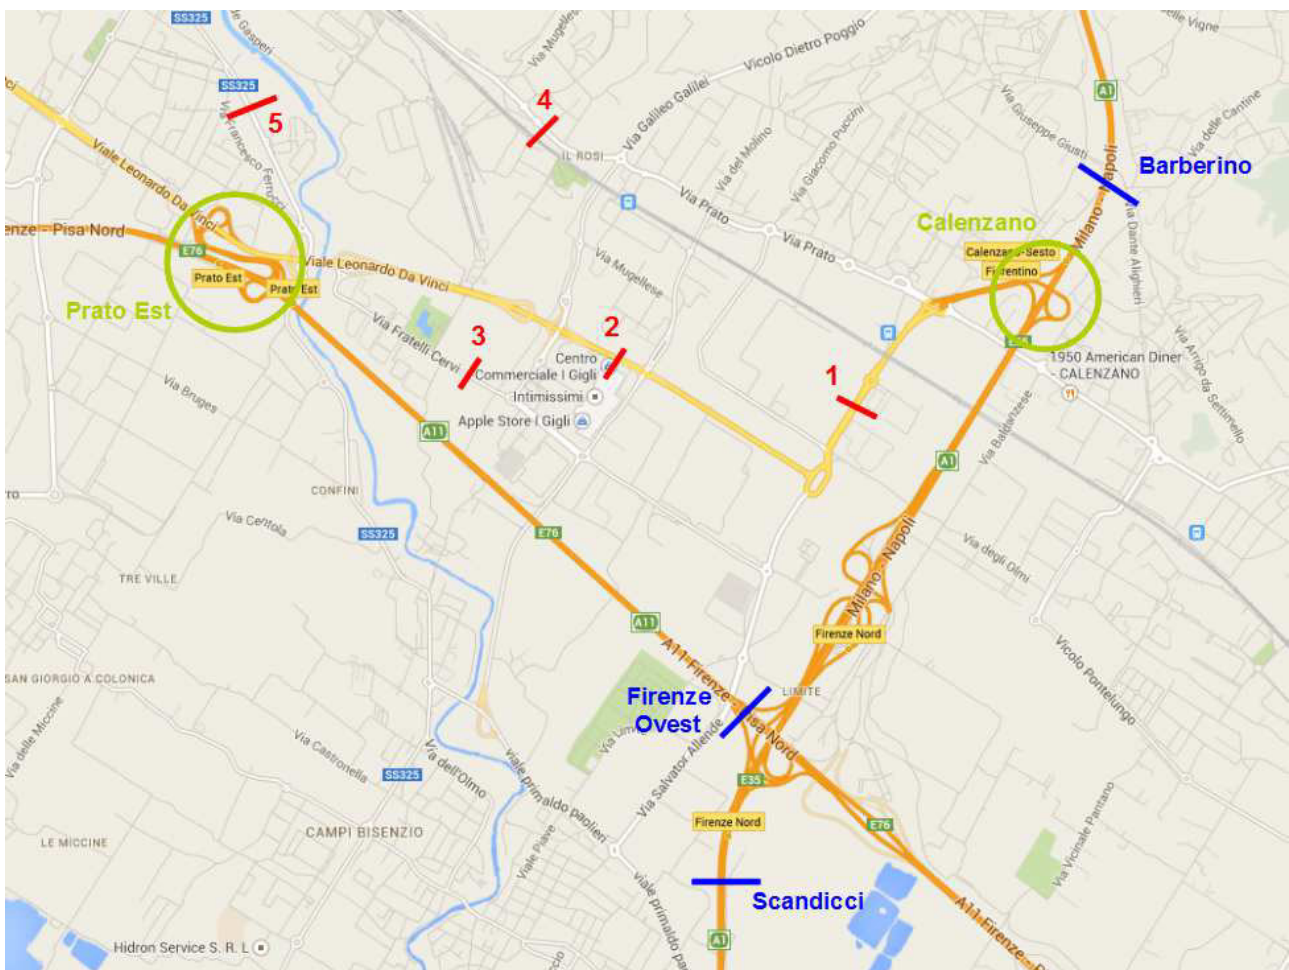 SS325
de Gasperi
Via Mugellese
Vicolo Dietro Poggio
elle Vigne
A1
SS325
5
4
Via Galileo Galilei
Via Giuseppe Giusti
Via delle Cantine
Via Francesco Ferrucci
IL ROSI
Via del Molino
Via Giacomo Puccini
Barberino
Viale Leonardo Da Vinci
Via Prato
Milano - Napoli
Via Dante Alighieri
enze - Pisa Nord
E76
Calenzano
Via Prato
Calenzano-Sesto
Fiorentino
Prato Est
Prato Est
Viale Leonardo Da Vinci
Via Mugellese
Prato Est
Via Fratelli Cervi
3
2
1
Centro
Commerciale I Gigli
Intimissimi
Apple Store I Gigli
1950 American Diner
- CALENZANO
Via Arrigo da Settimello
Via Bruges
A11
Via Baldanzese
A1
CONFINI
Via Centola
SS325
E76
Milano - Napoli
Via degli Olmi
TRE VILLE
A11
Firenze Nord
A11 Firenze - Pisa Nord
Vicolo Pontelungo
SAN GIORGIO A COLONICA
Firenze
Ovest
LIMITE
Via delle Miccine
Via Castronella
SS325
Via dell'Olmo
viale primaldo paolieri
Via Salvator Allende
E35
Firenze Nord
E76
Via Vicinale Pantano
CAMPI BISENZIO
LE MICCINE
Viale Piave
viale primaldo paolieri
Scandicci
A1
A11 Firenze -
Hidron Service S. R. L